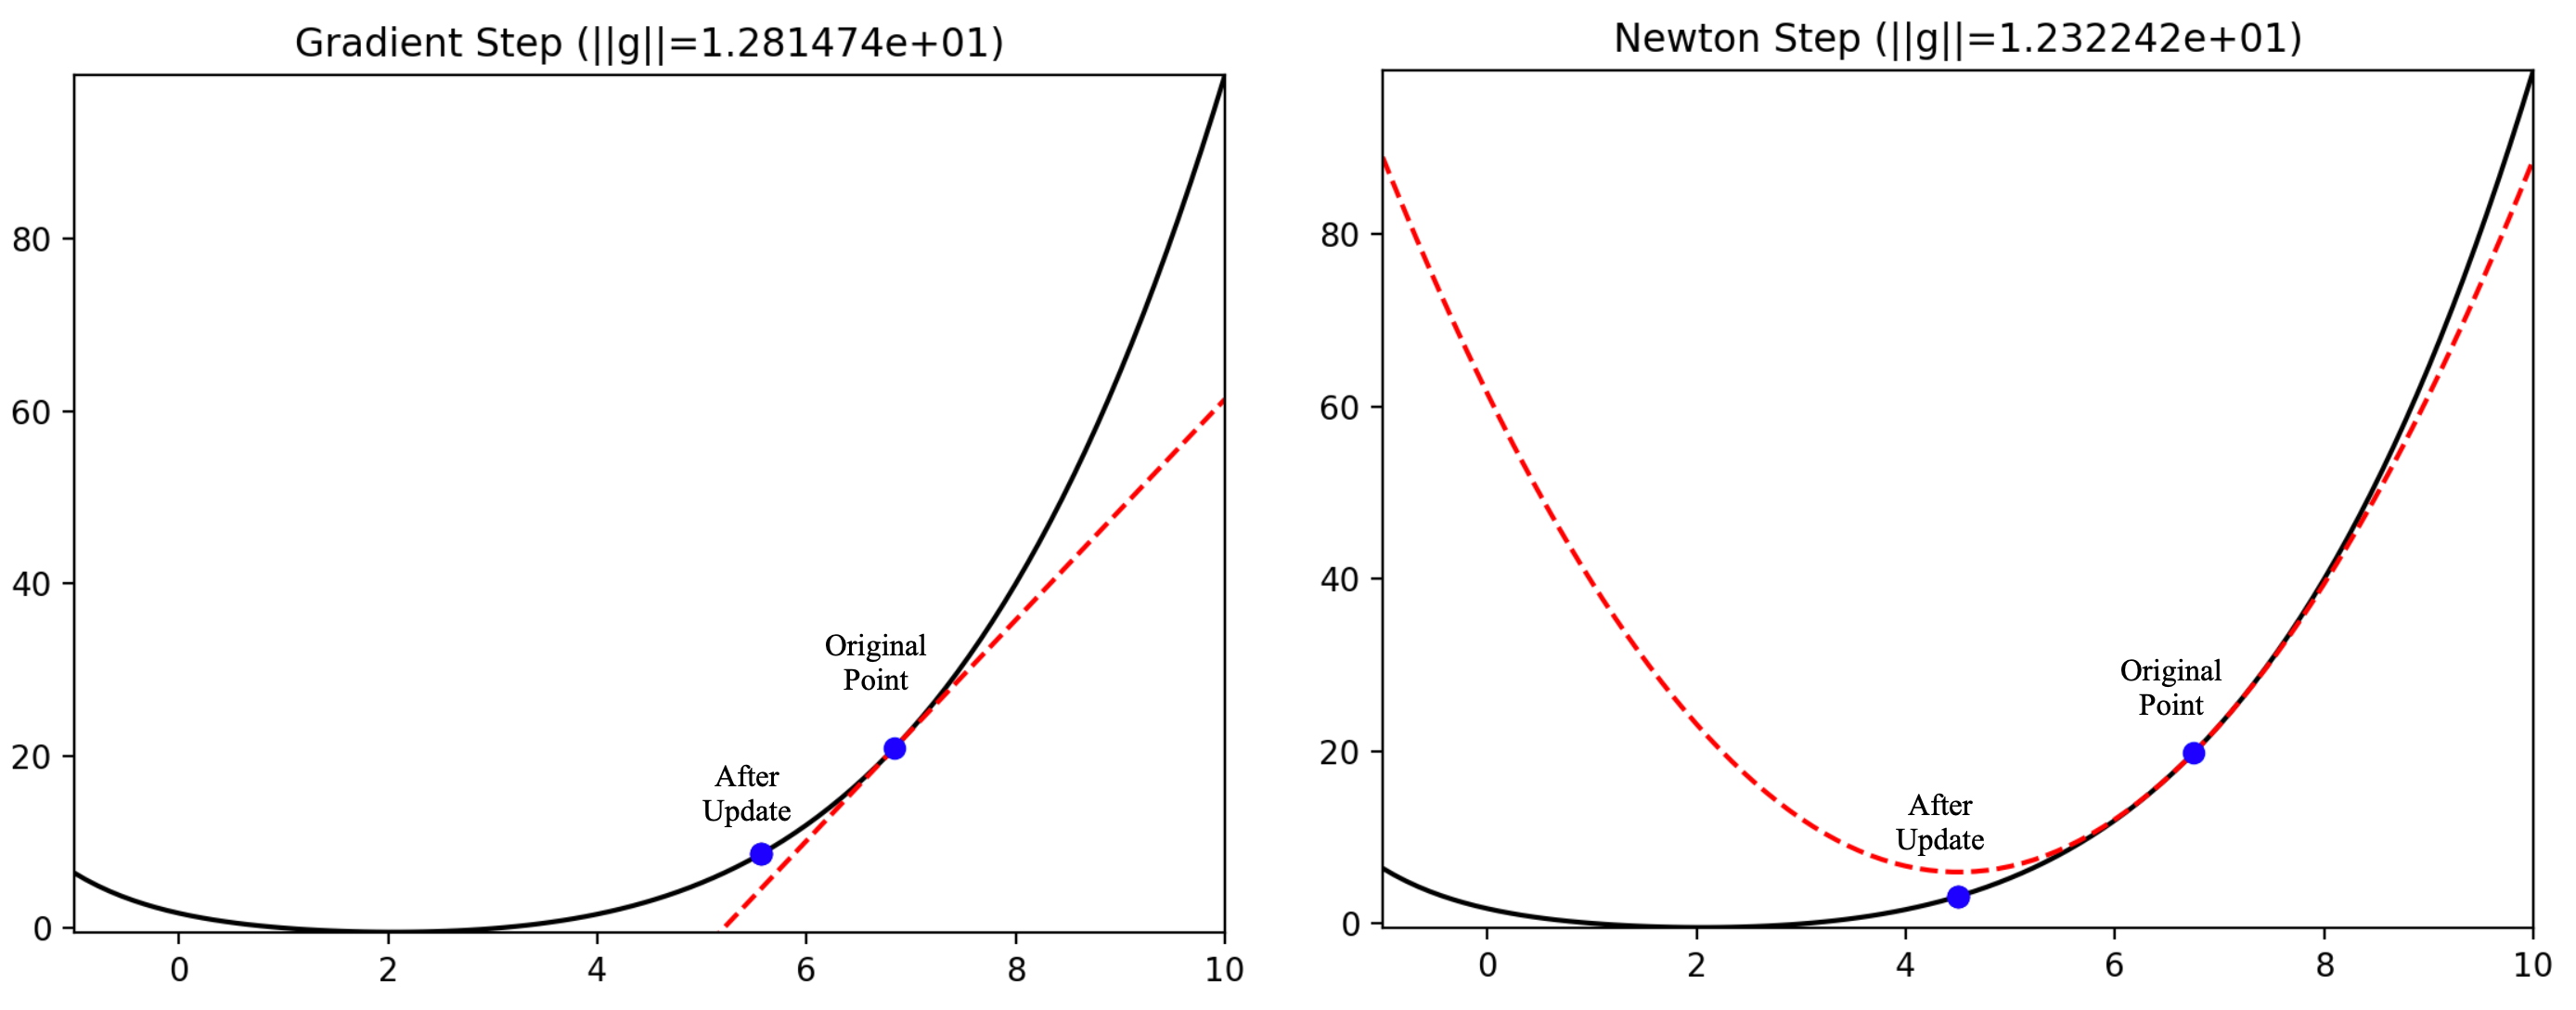 Gradient Step (||g||=1.281474e+01)
80
60
40
20
0
0 2 4 6 8 10
Original
Point
After
Update
Newton Step (||g||=1.232242e+01)
80
60
40
20
0
0 2 4 6 8 10
Original
Point
After
Update